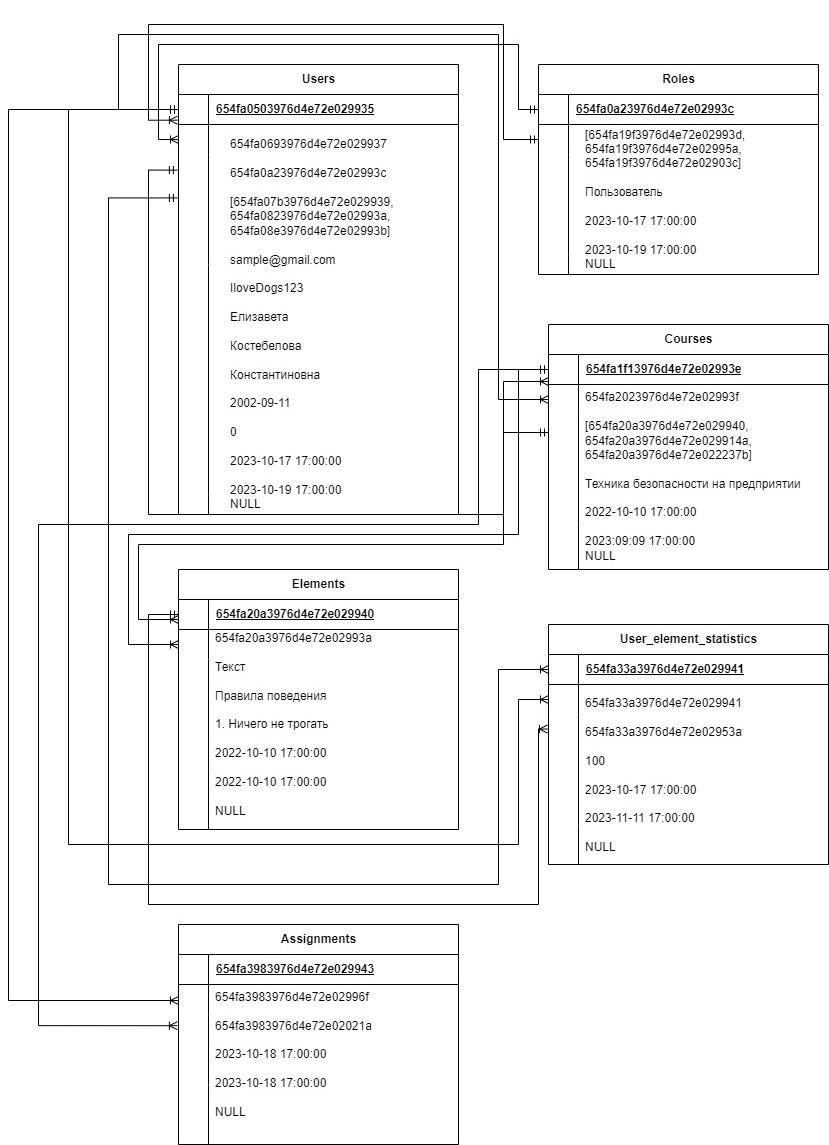 Users
654fa0503976d4e72e029935
654fa0693976d4e72e029937
654fa0a23976d4e72e02993c
[654fa07b3976d4e72e029939,
654fa0823976d4e72e02993a,
654fa08e3976d4e72e02993b]
sample@gmail.com
IloveDogs123
Елизавета
Костебелова
Константиновна
2002-09-11
0
2023-10-17 17:00:00
2023-10-19 17:00:00
NULL
Roles
654fa0a23976d4e72e02993c
[654fa19f3976d4e72e02993d,
654fa19f3976d4e72e02995a,
654fa19f3976d4e72e02903c]
Пользователь
2023-10-17 17:00:00
2023-10-19 17:00:00
NULL
Courses
654fa1f13976d4e72e02993e
654fa2023976d4e72e02993f
[654fa20a3976d4e72e029940,
654fa20a3976d4e72e029914a,
654fa20a3976d4e72e022237b]
Техника безопасности на предприятии
2022-10-10 17:00:00
2023:09:09 17:00:00
NULL
Elements
654fa20a3976d4e72e029940
654fa20a3976d4e72e02993a
Текст
Правила поведения
1. Ничего не трогать
2022-10-10 17:00:00
2022-10-10 17:00:00
NULL
User_element_statistics
654fa33a3976d4e72e029941
654fa33a3976d4e72e029941
654fa33a3976d4e72e02953a
100
2023-10-17 17:00:00
2023-11-11 17:00:00
NULL
Assignments
654fa3983976d4e72e029943
654fa3983976d4e72e02996f
654fa3983976d4e72e02021a
2023-10-18 17:00:00
2023-10-18 17:00:00
NULL